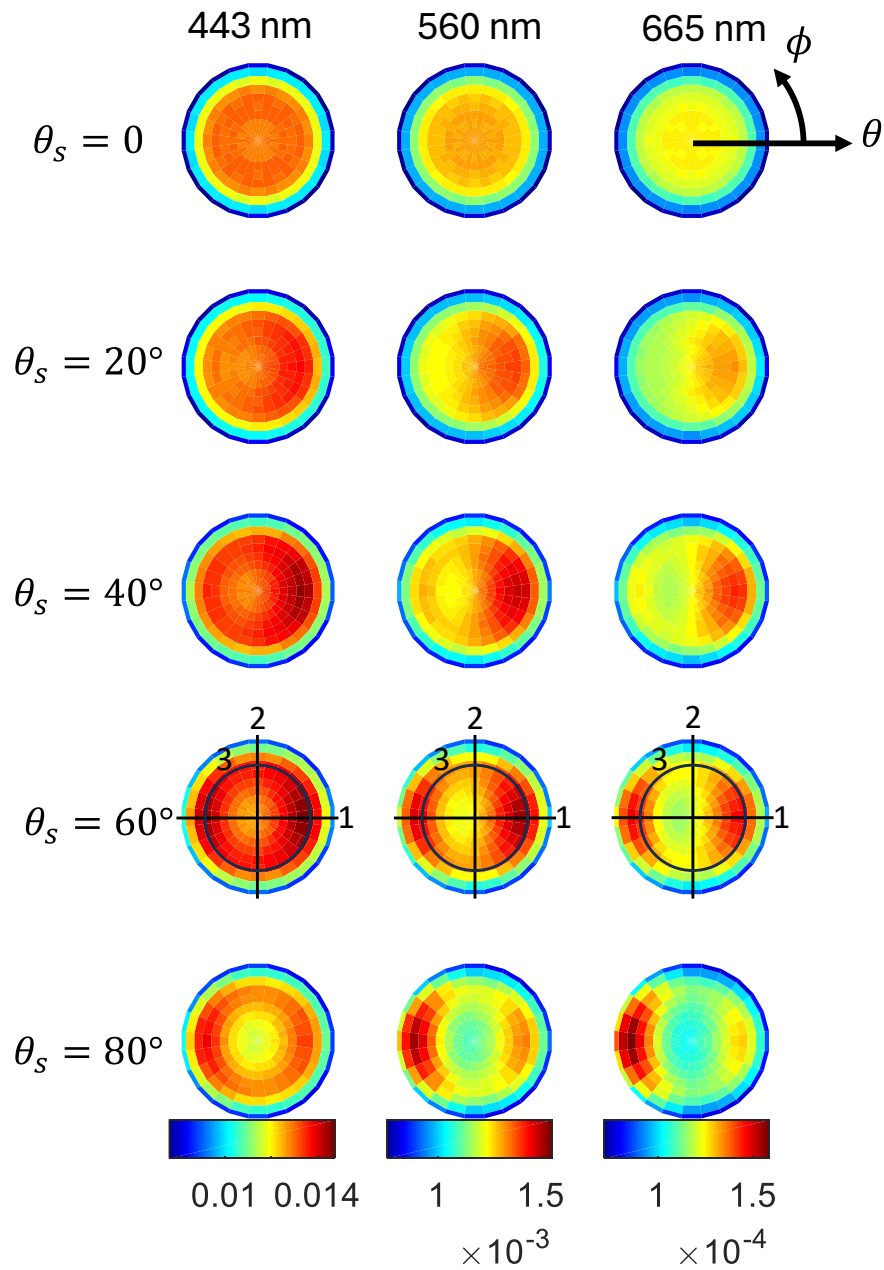 443 nm 560 nm 665 nm
ϕ
θ
θₛ = 0
θₛ = 20°
θₛ = 40°
2 2 2
3 3 3
θₛ = 60° 1 1 1
θₛ = 80°
0.01 0.014 1 1.5 1 1.5
×10⁻³ ×10⁻⁴